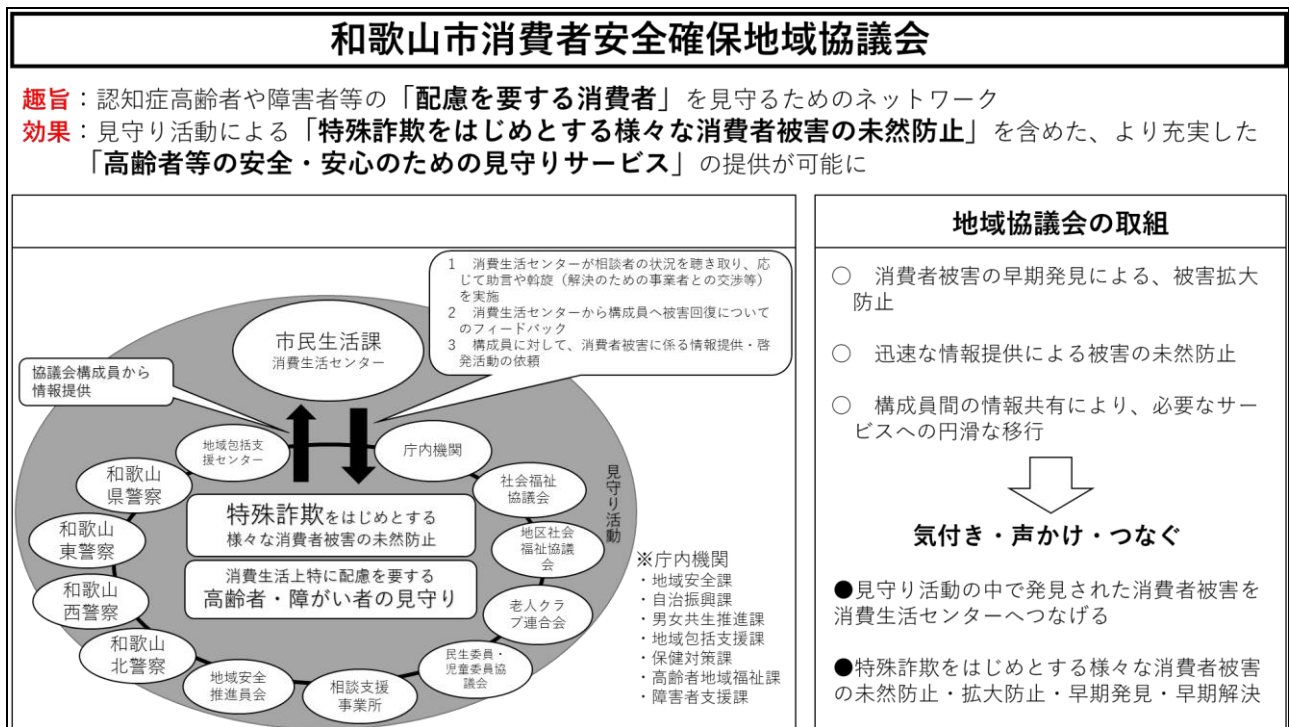 和歌山市消費者安全確保地域協議会
趣旨：認知症高齢者や障害者等の「配慮を要する消費者」を見守るためのネットワーク
効果：見守り活動による「特殊詐欺をはじめとする様々な消費者被害の未然防止」を含めた、より充実した
「高齢者等の安全・安心のための見守りサービス」の提供が可能に
1　消費生活センターが相談者の状況を聴き取り、応
じて助言や斡旋（解決のための事業者との交渉等）
を実施
2　消費生活センターから構成員へ被害回復について
のフィードバック
3　構成員に対して、消費者被害に係る情報提供・啓
発活動の依頼
市民生活課
消費生活センター
協議会構成員から
情報提供
地域包括支
援センター
庁内機関
和歌山
県警察
社会福祉
協議会
見守り活動
和歌山
東警察
地区社会
福祉協議
会
特殊詐欺をはじめとする
様々な消費者被害の未然防止
消費生活上特に配慮を要する
高齢者・障がい者の見守り
和歌山
西警察
老人クラ
ブ連合会
和歌山
北警察
民生委員・
児童委員協
議会
地域安全
推進員会
相談支援
事業所
※庁内機関
・地域安全課
・自治振興課
・男女共生推進課
・地域包括支援課
・保健対策課
・高齢者地域福祉課
・障害者支援課
地域協議会の取組
○　消費者被害の早期発見による、被害拡大
防止
○　迅速な情報提供による被害の未然防止
○　構成員間の情報共有により、必要なサー
ビスへの円滑な移行
気付き・声かけ・つなぐ
●見守り活動の中で発見された消費者被害を
消費生活センターへつなげる
●特殊詐欺をはじめとする様々な消費者被害
の未然防止・拡大防止・早期発見・早期解決